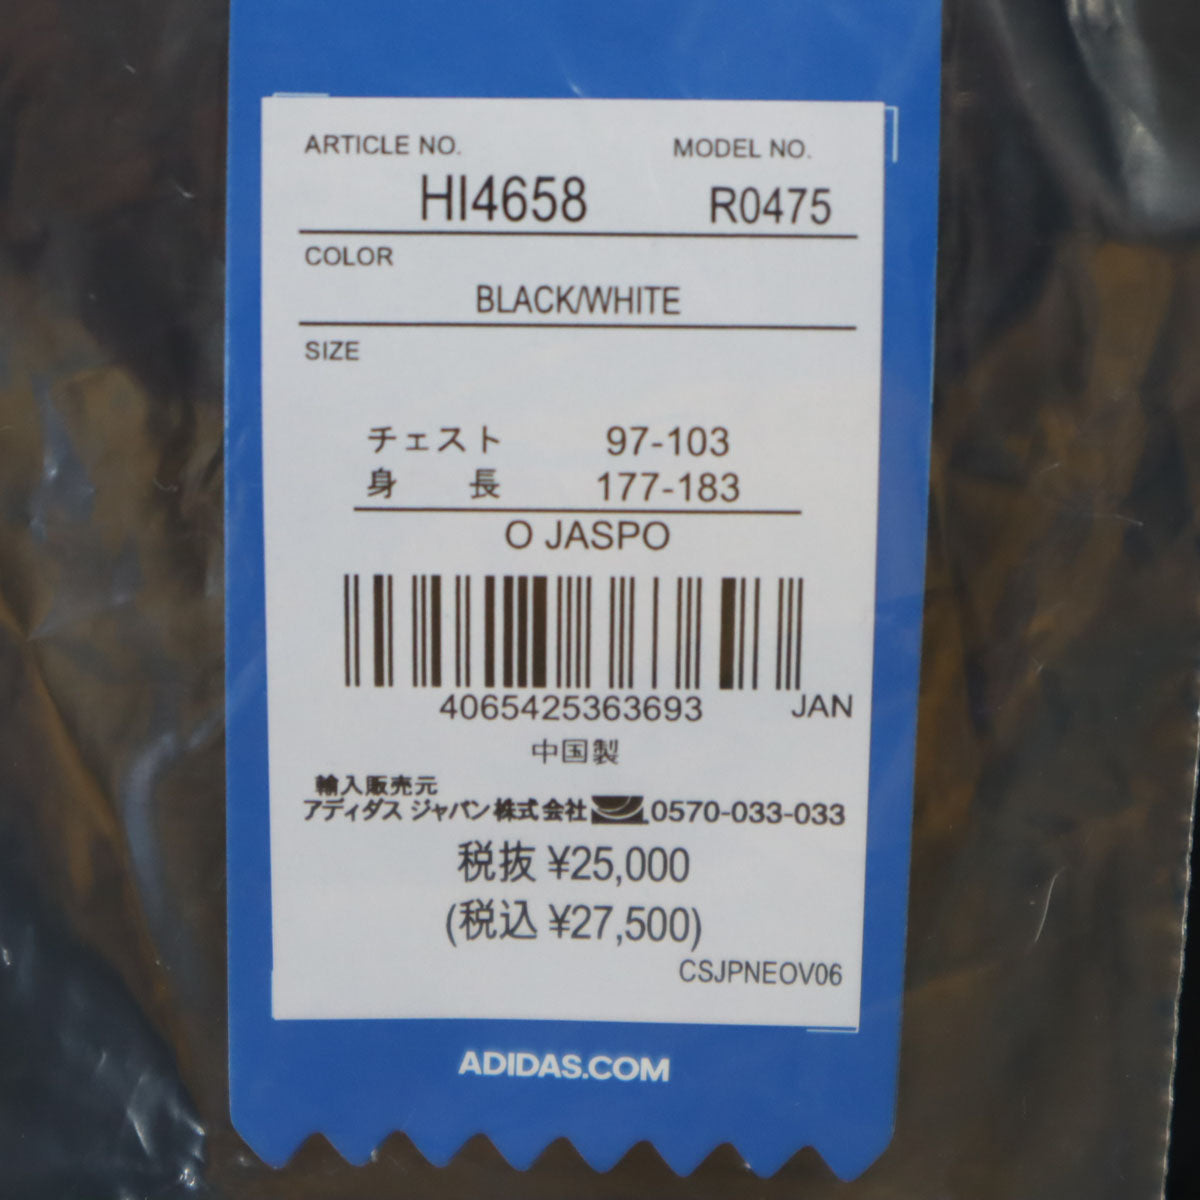 ARTICLE NO. MODEL NO.
HI4658 R0475
COLOR
BLACK/WHITE
SIZE
チェスト 97-103
身 長 177-183
O JASPO
4065425363693 JAN
中国製
輸入販売元
アディダス ジャパン株式会社 0570-033-033
税抜 ¥25,000
(税込 ¥27,500)
CSJPNEOV06
ADIDAS.COM